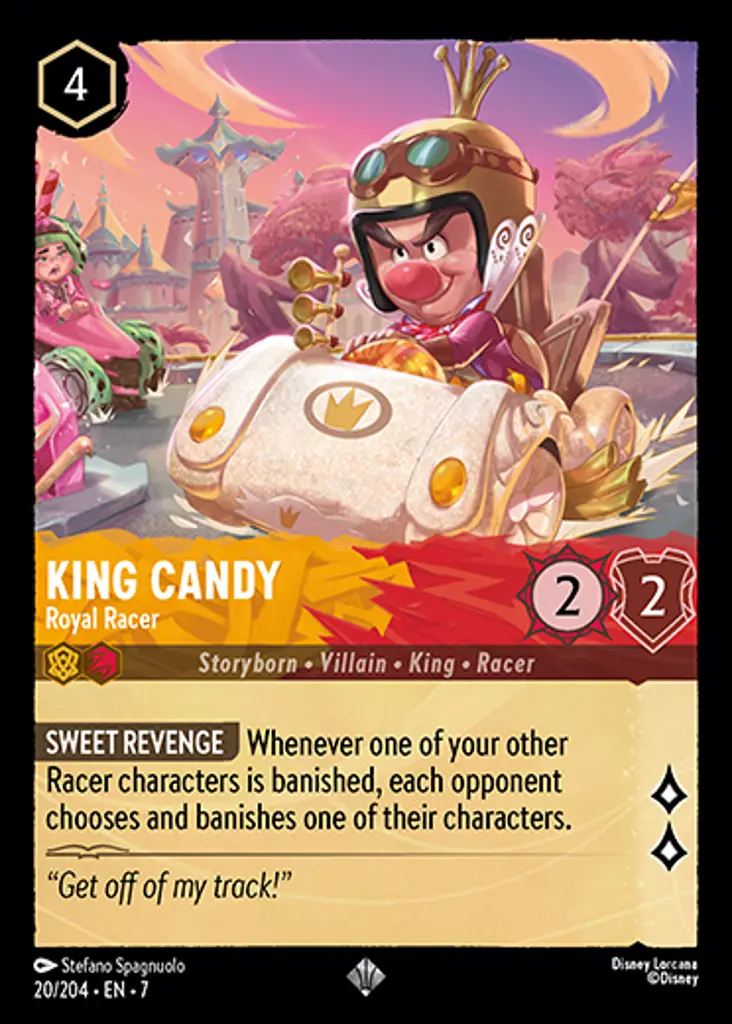 4
KING CANDY
Royal Racer
2
2
Storyborn • Villain • King • Racer
SWEET REVENGE Whenever one of your other
Racer characters is banished, each opponent
chooses and banishes one of their characters.
“Get off of my track!”
Stefano Spagnuolo
20/204 • EN • 7
Disney Lorcana
©Disney